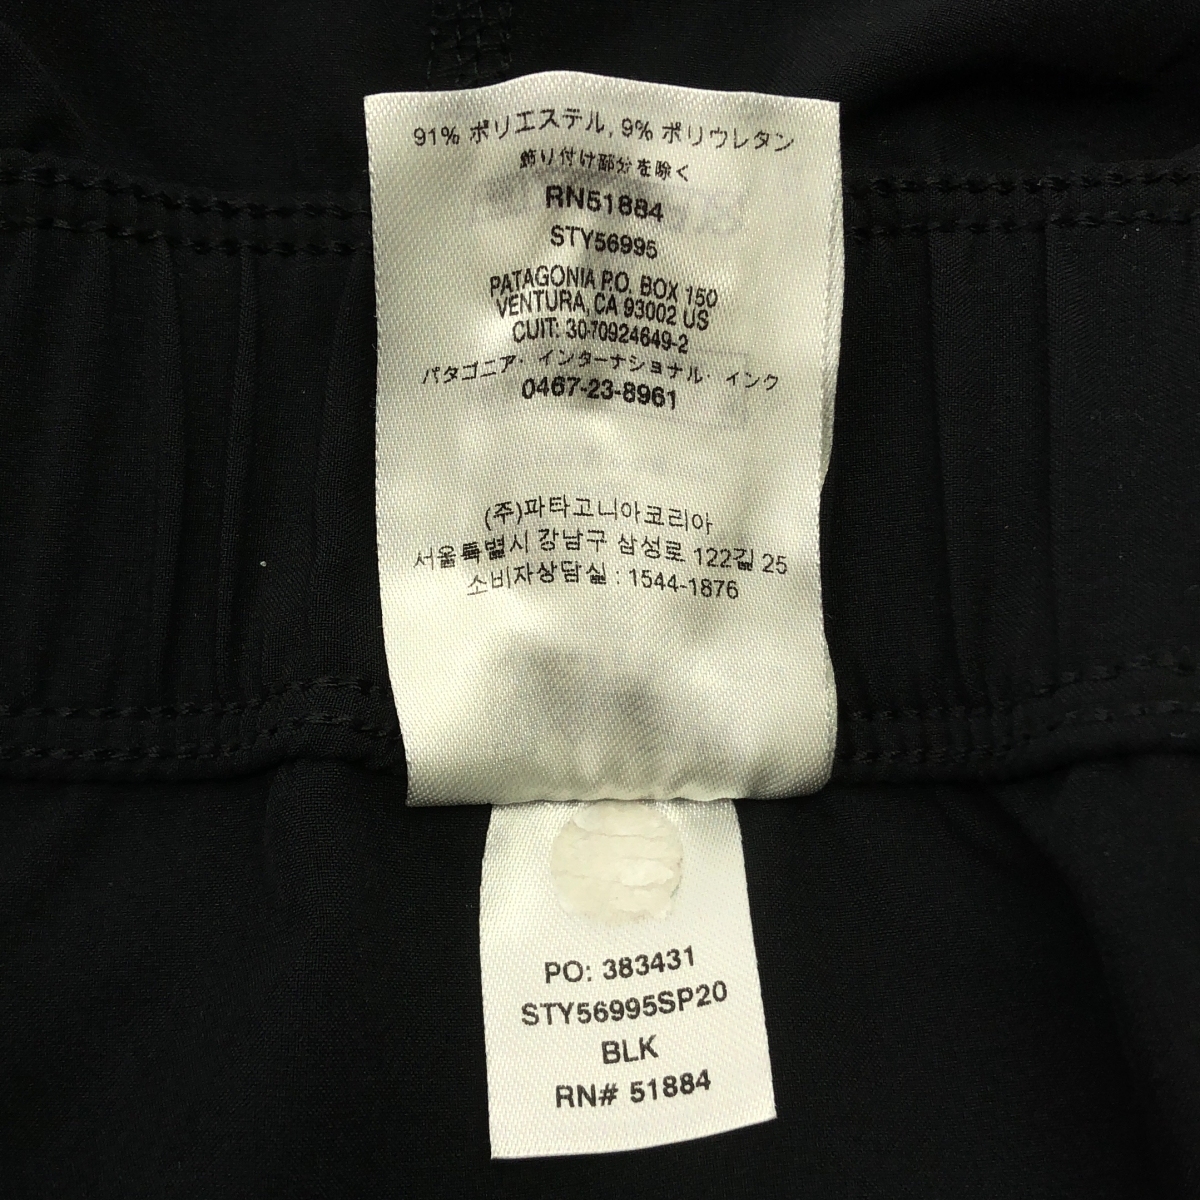 91% ポリエステル, 9% ポリウレタン
飾り付け部分を除く
RN51884
STY56995
PATAGONIA P.O. BOX 150
VENTURA, CA 93002 US
CUIT: 30-70924649-2
パタゴニア・インターナショナル・インク
0467-23-8961
(주)파타고니아코리아
서울특별시 강남구 삼성로 122길 25
소비자상담실 : 1544-1876
PO: 383431
STY56995SP20
BLK
RN# 51884